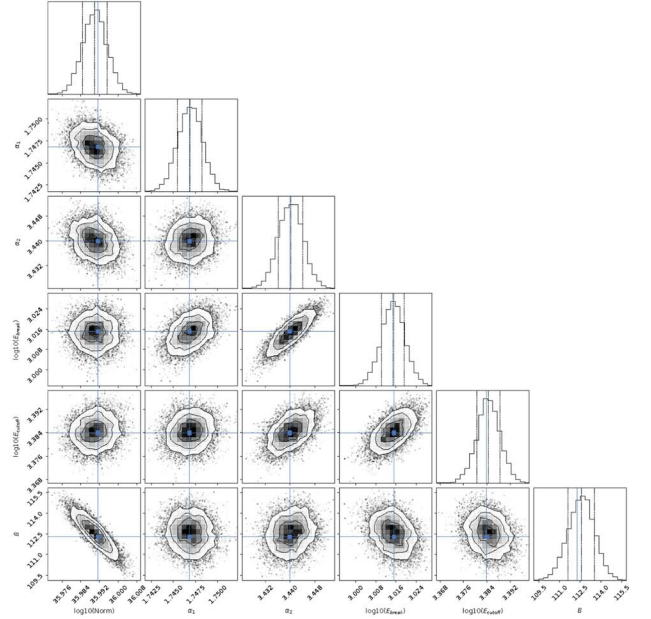 α₁
1.7500
1.7475
1.7450
1.7425
α₂
3.448
3.440
3.432
log10(E_break)
3.024
3.016
3.008
3.000
log10(E_cutoff)
3.392
3.384
3.376
3.368
B
115.5
114.0
112.5
111.0
109.5
35.976 35.984 35.992 36.000 36.008
1.7425 1.7450 1.7475 1.7500
3.432 3.440 3.448
3.000 3.008 3.016 3.024
3.368 3.376 3.384 3.392
109.5 111.0 112.5 114.0 115.5
log10(Norm) α₁ α₂ log10(E_break) log10(E_cutoff) B